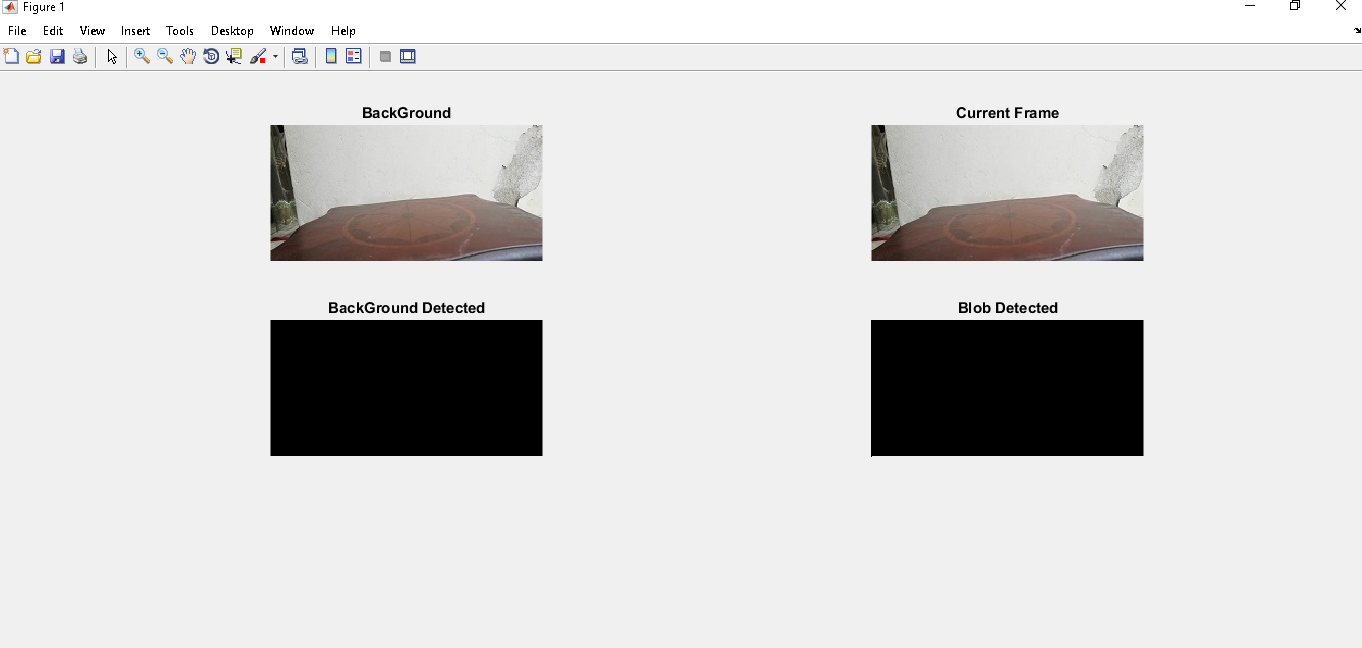 Figure 1
File Edit View Insert Tools Desktop Window Help
BackGround
Current Frame
BackGround Detected
Blob Detected